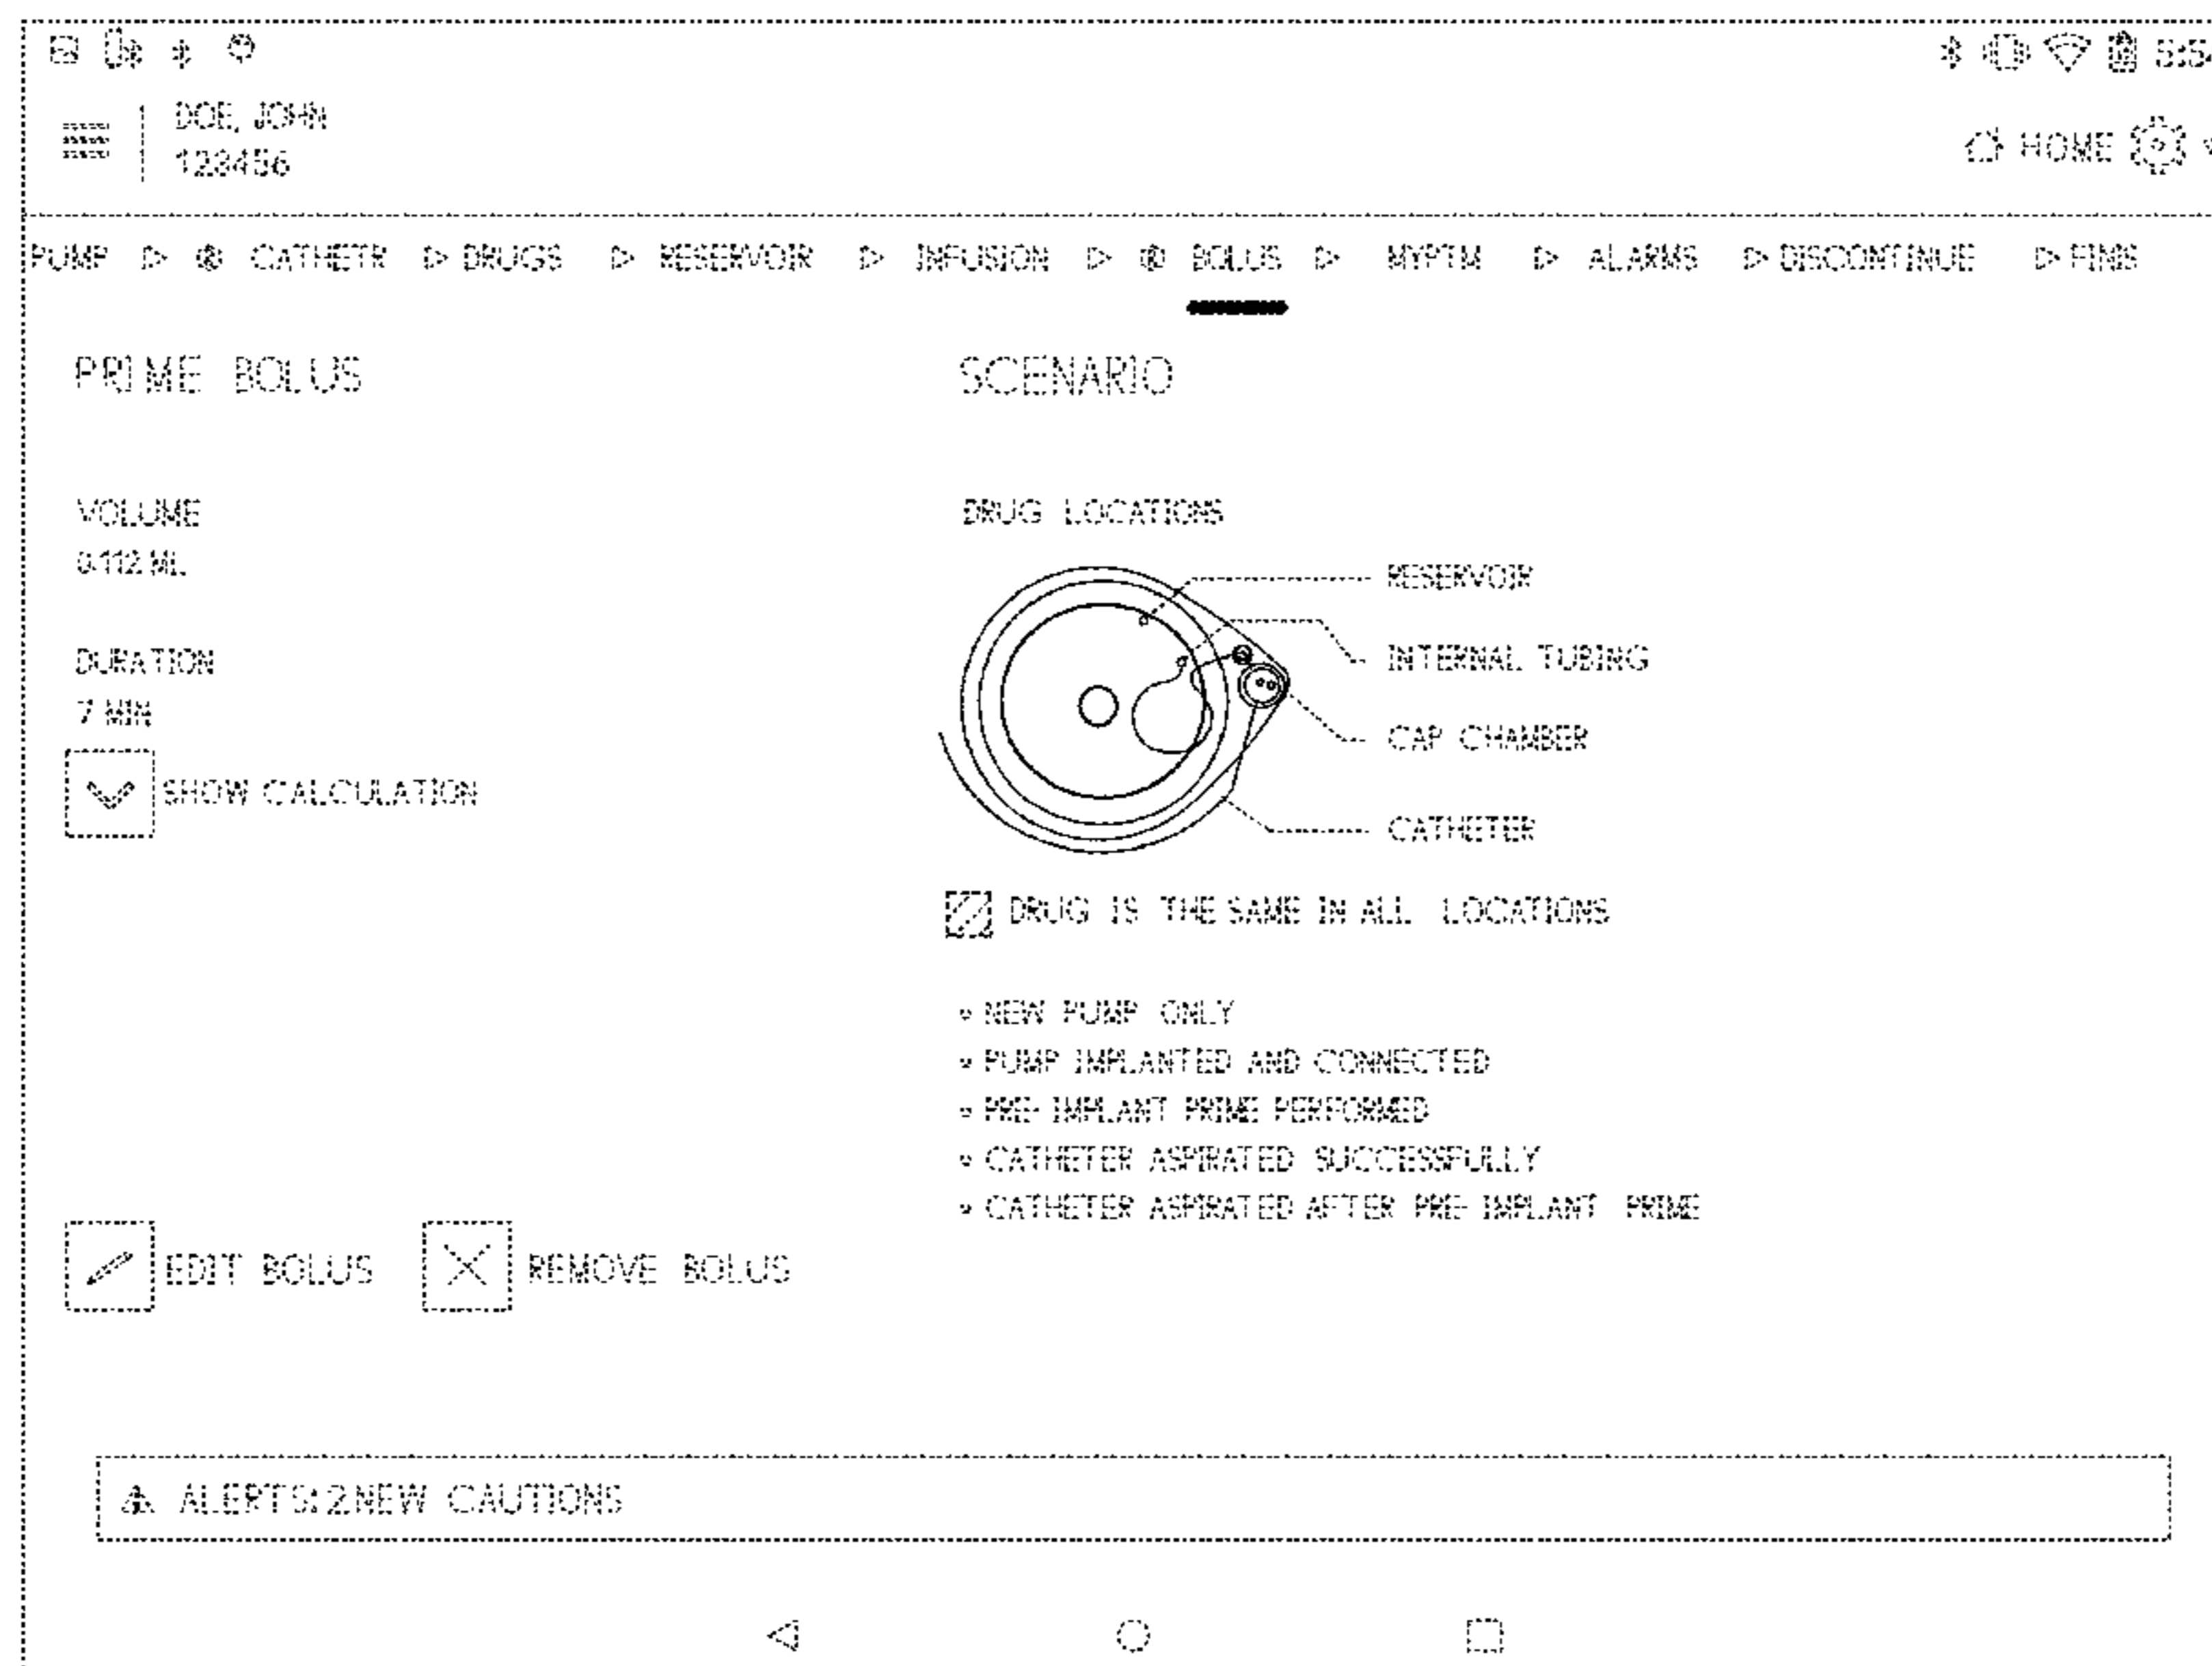 DOE, JOHN
123456
HOME
PUMP ▷ CATHETR ▷ DRUGS ▷ RESERVOIR ▷ INFUSION ▷ BOLUS ▷ MYPTM ▷ ALARMS ▷ DISCONTINUE ▷ FINIS
PRIME BOLUS
VOLUME
0.112 ML
DURATION
7 MIN
SHOW CALCULATION
EDIT BOLUS
REMOVE BOLUS
SCENARIO
DRUG LOCATIONS
RESERVOIR
INTERNAL TUBING
CAP CHAMBER
CATHETER
DRUG IS THE SAME IN ALL LOCATIONS
• NEW PUMP ONLY
• PUMP IMPLANTED AND CONNECTED
• PRE-IMPLANT PRIME PERFORMED
• CATHETER ASPIRATED SUCCESSFULLY
• CATHETER ASPIRATED AFTER PRE-IMPLANT PRIME
ALERTS:2NEW CAUTIONS